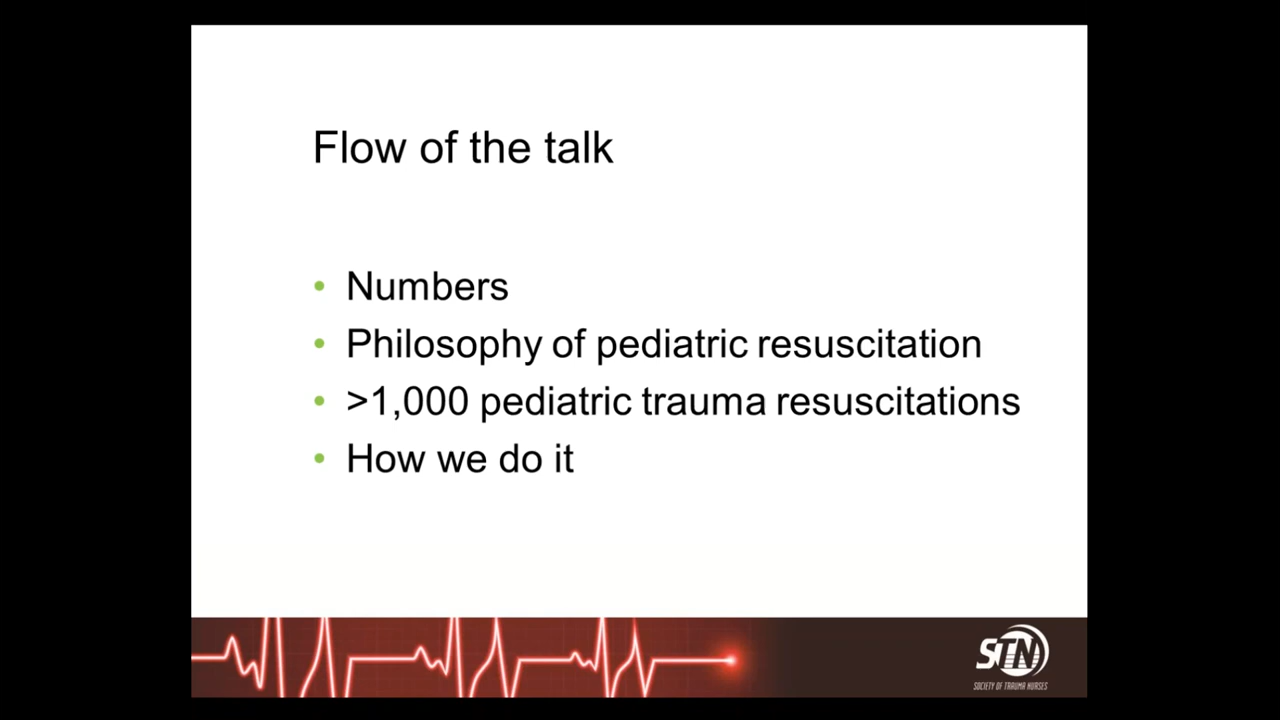 Flow of the talk
• Numbers
• Philosophy of pediatric resuscitation
• >1,000 pediatric trauma resuscitations
• How we do it
STN
SOCIETY OF TRAUMA NURSES